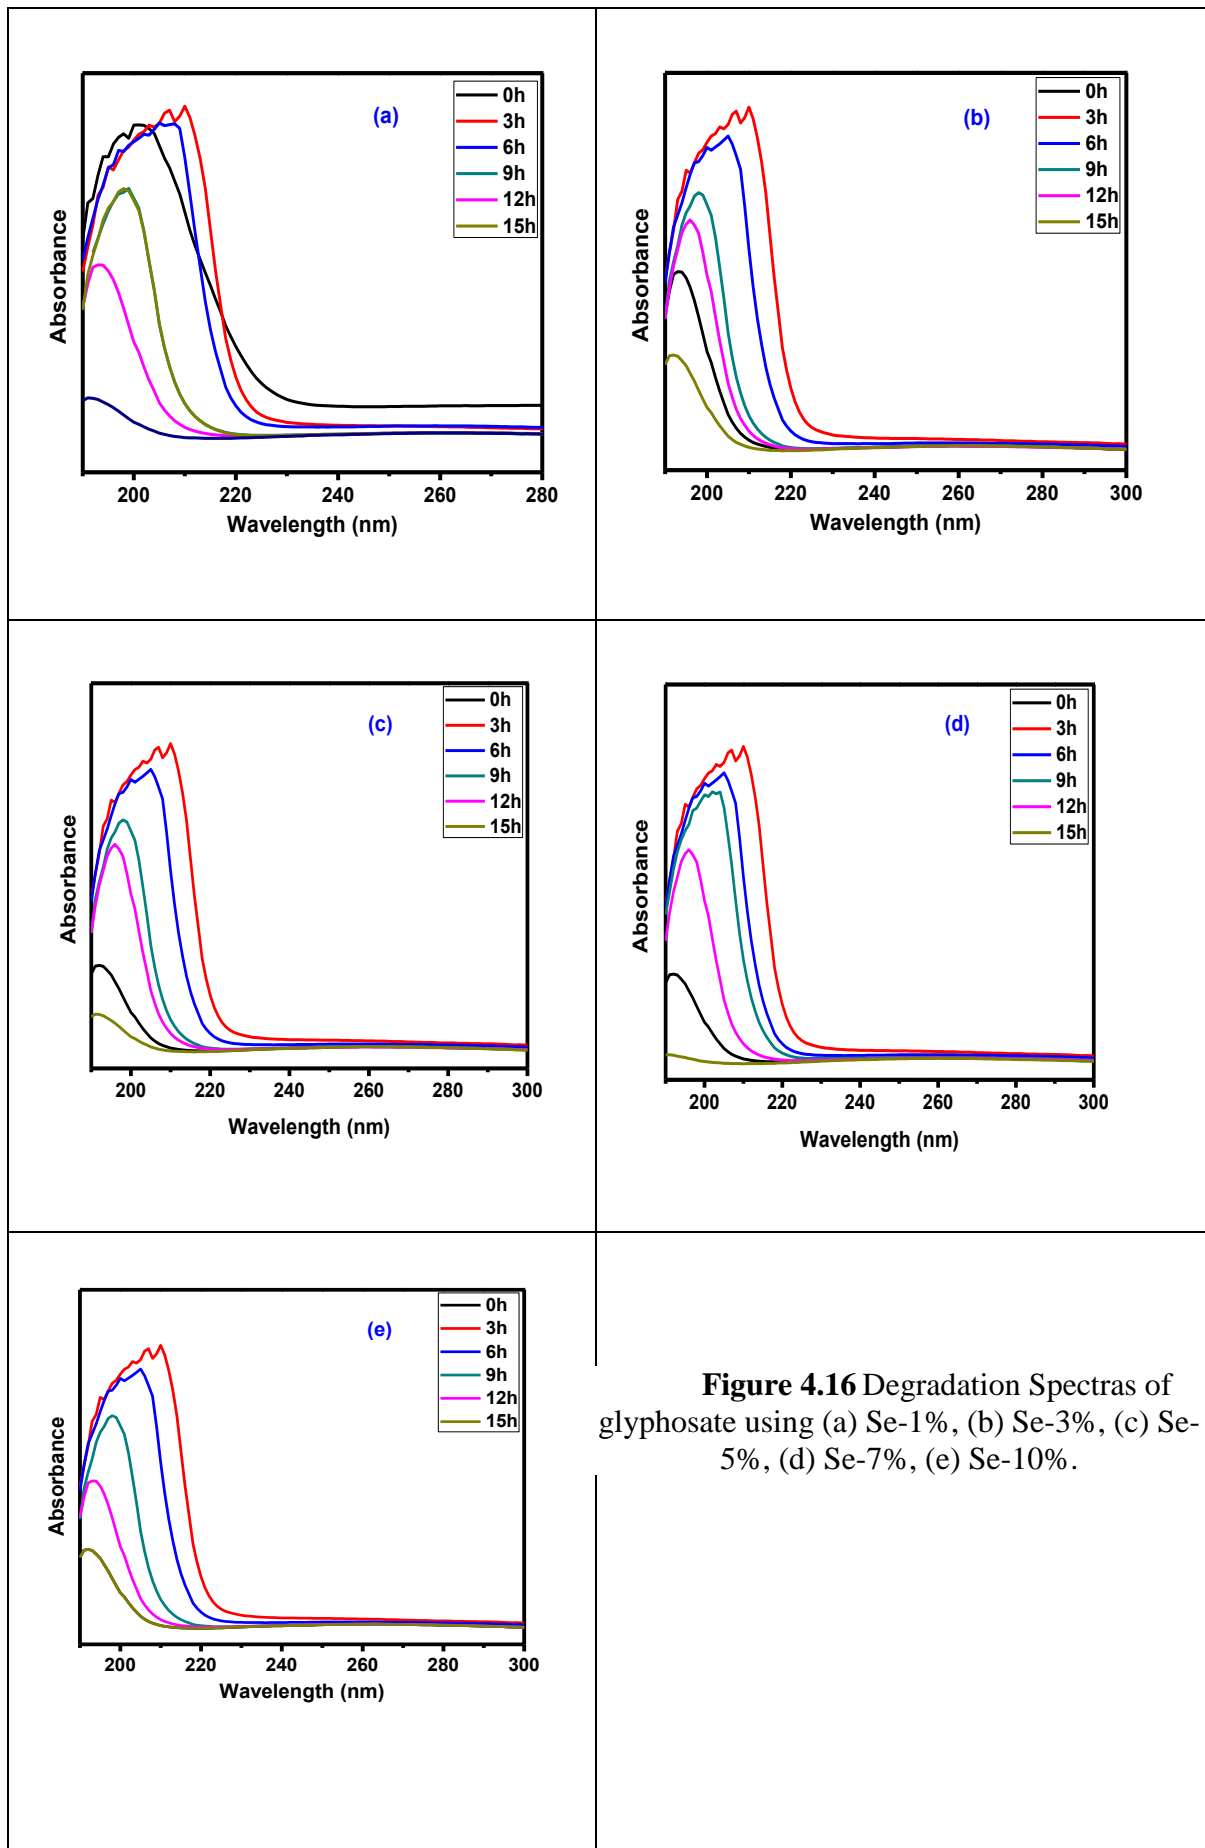 (a)
0h
3h
6h
9h
12h
15h
Absorbance
200 220 240 260 280
Wavelength (nm)
(b)
0h
3h
6h
9h
12h
15h
Absorbance
200 220 240 260 280 300
Wavelength (nm)
(c)
0h
3h
6h
9h
12h
15h
Absorbance
200 220 240 260 280 300
Wavelength (nm)
(d)
0h
3h
6h
9h
12h
15h
Absorbance
200 220 240 260 280 300
Wavelength (nm)
(e)
0h
3h
6h
9h
12h
15h
Absorbance
200 220 240 260 280 300
Wavelength (nm)
Figure 4.16 Degradation Spectras of
glyphosate using (a) Se-1%, (b) Se-3%, (c) Se-
5%, (d) Se-7%, (e) Se-10%.